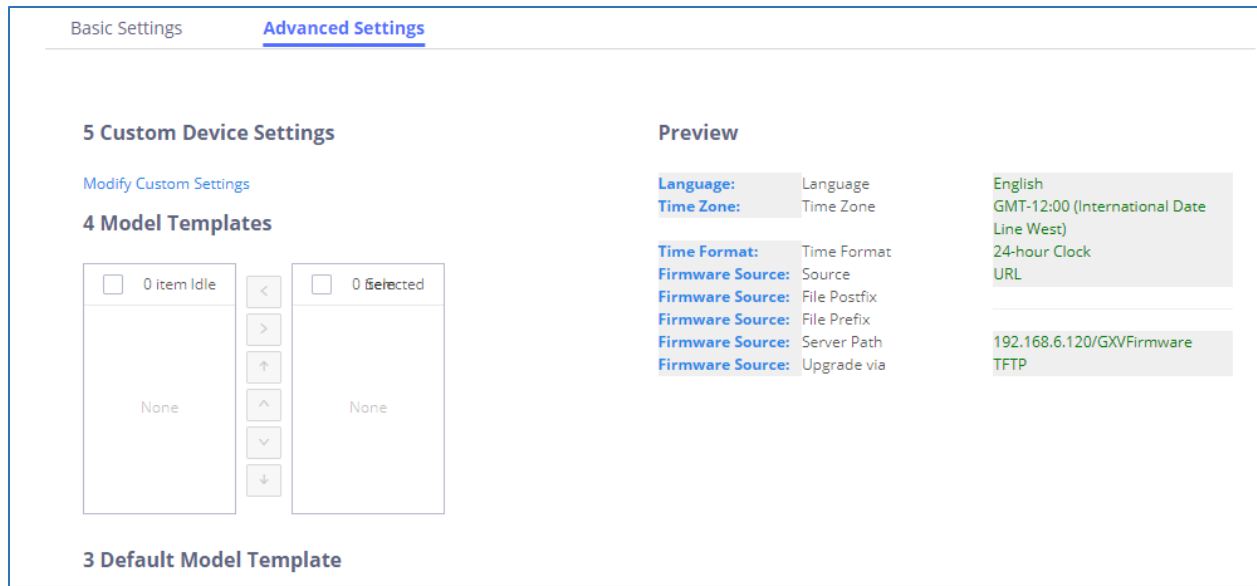 Basic Settings Advanced Settings
5 Custom Device Settings
Modify Custom Settings
4 Model Templates
0 item Idle
None
0 Selected
None
3 Default Model Template
Preview
Language: Language English
Time Zone: Time Zone GMT-12:00 (International Date
Line West)
Time Format: Time Format 24-hour Clock
Firmware Source: Source URL
Firmware Source: File Postfix
Firmware Source: File Prefix
Firmware Source: Server Path 192.168.6.120/GXVFirmware
Firmware Source: Upgrade via TFTP